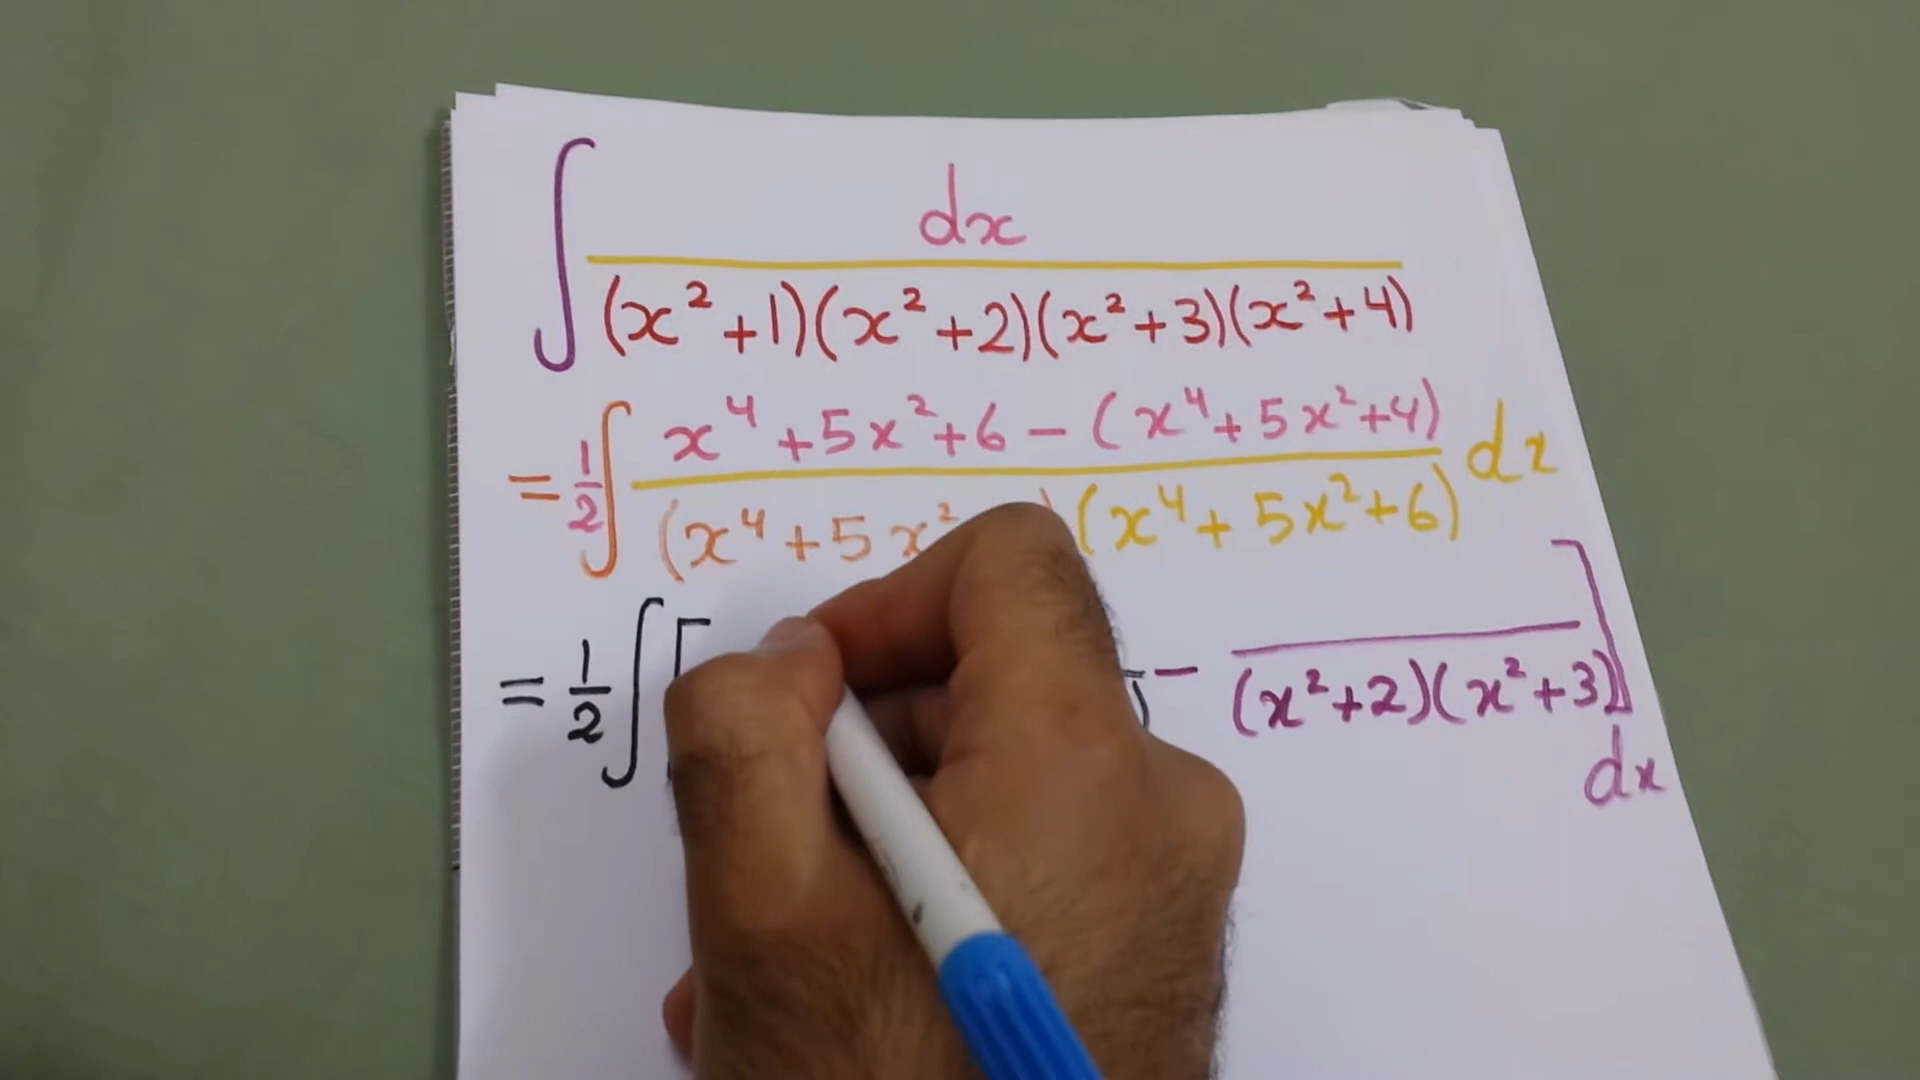 ∫ dx / (x² + 1)(x² + 2)(x² + 3)(x² + 4)
= 1/2 ∫ x⁴ + 5x² + 6 − (x⁴ + 5x² + 4) / (x⁴ + 5x² )(x⁴ + 5x² + 6) dx
= 1/2 ∫ [ ) − / (x² + 2)(x² + 3) ]
dx